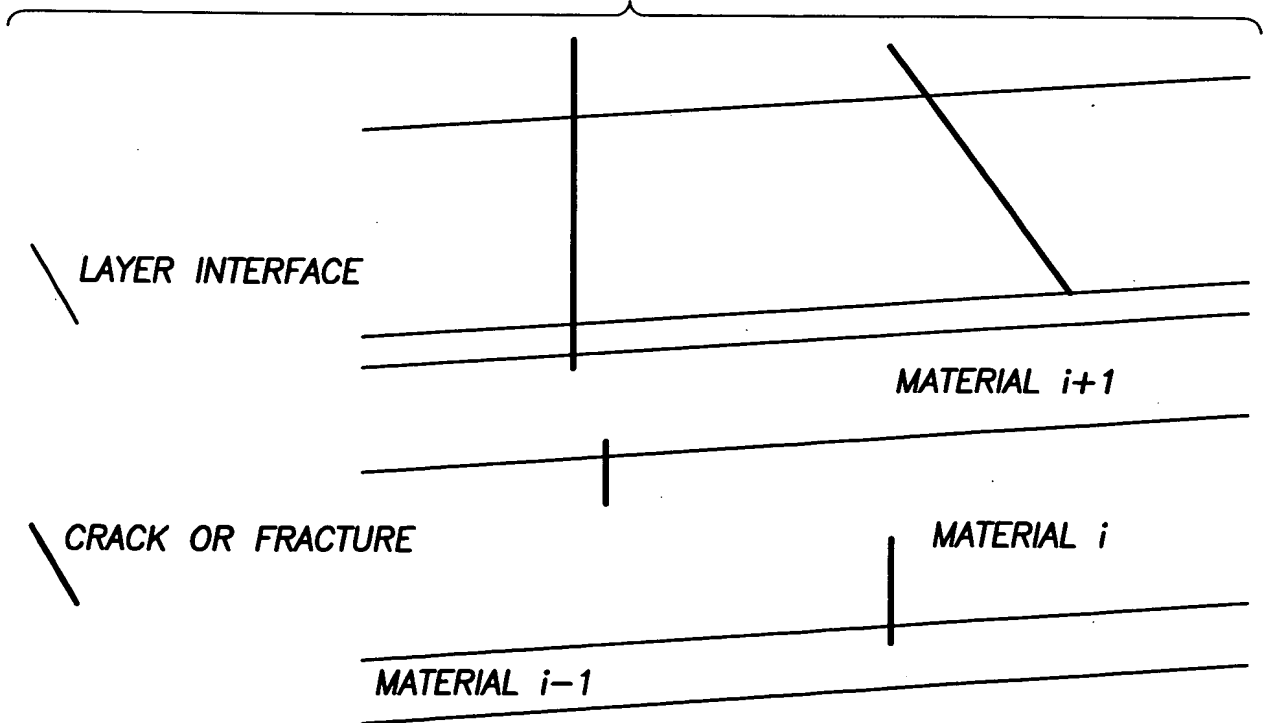 LAYER INTERFACE
MATERIAL i+1
CRACK OR FRACTURE
MATERIAL i
MATERIAL i-1